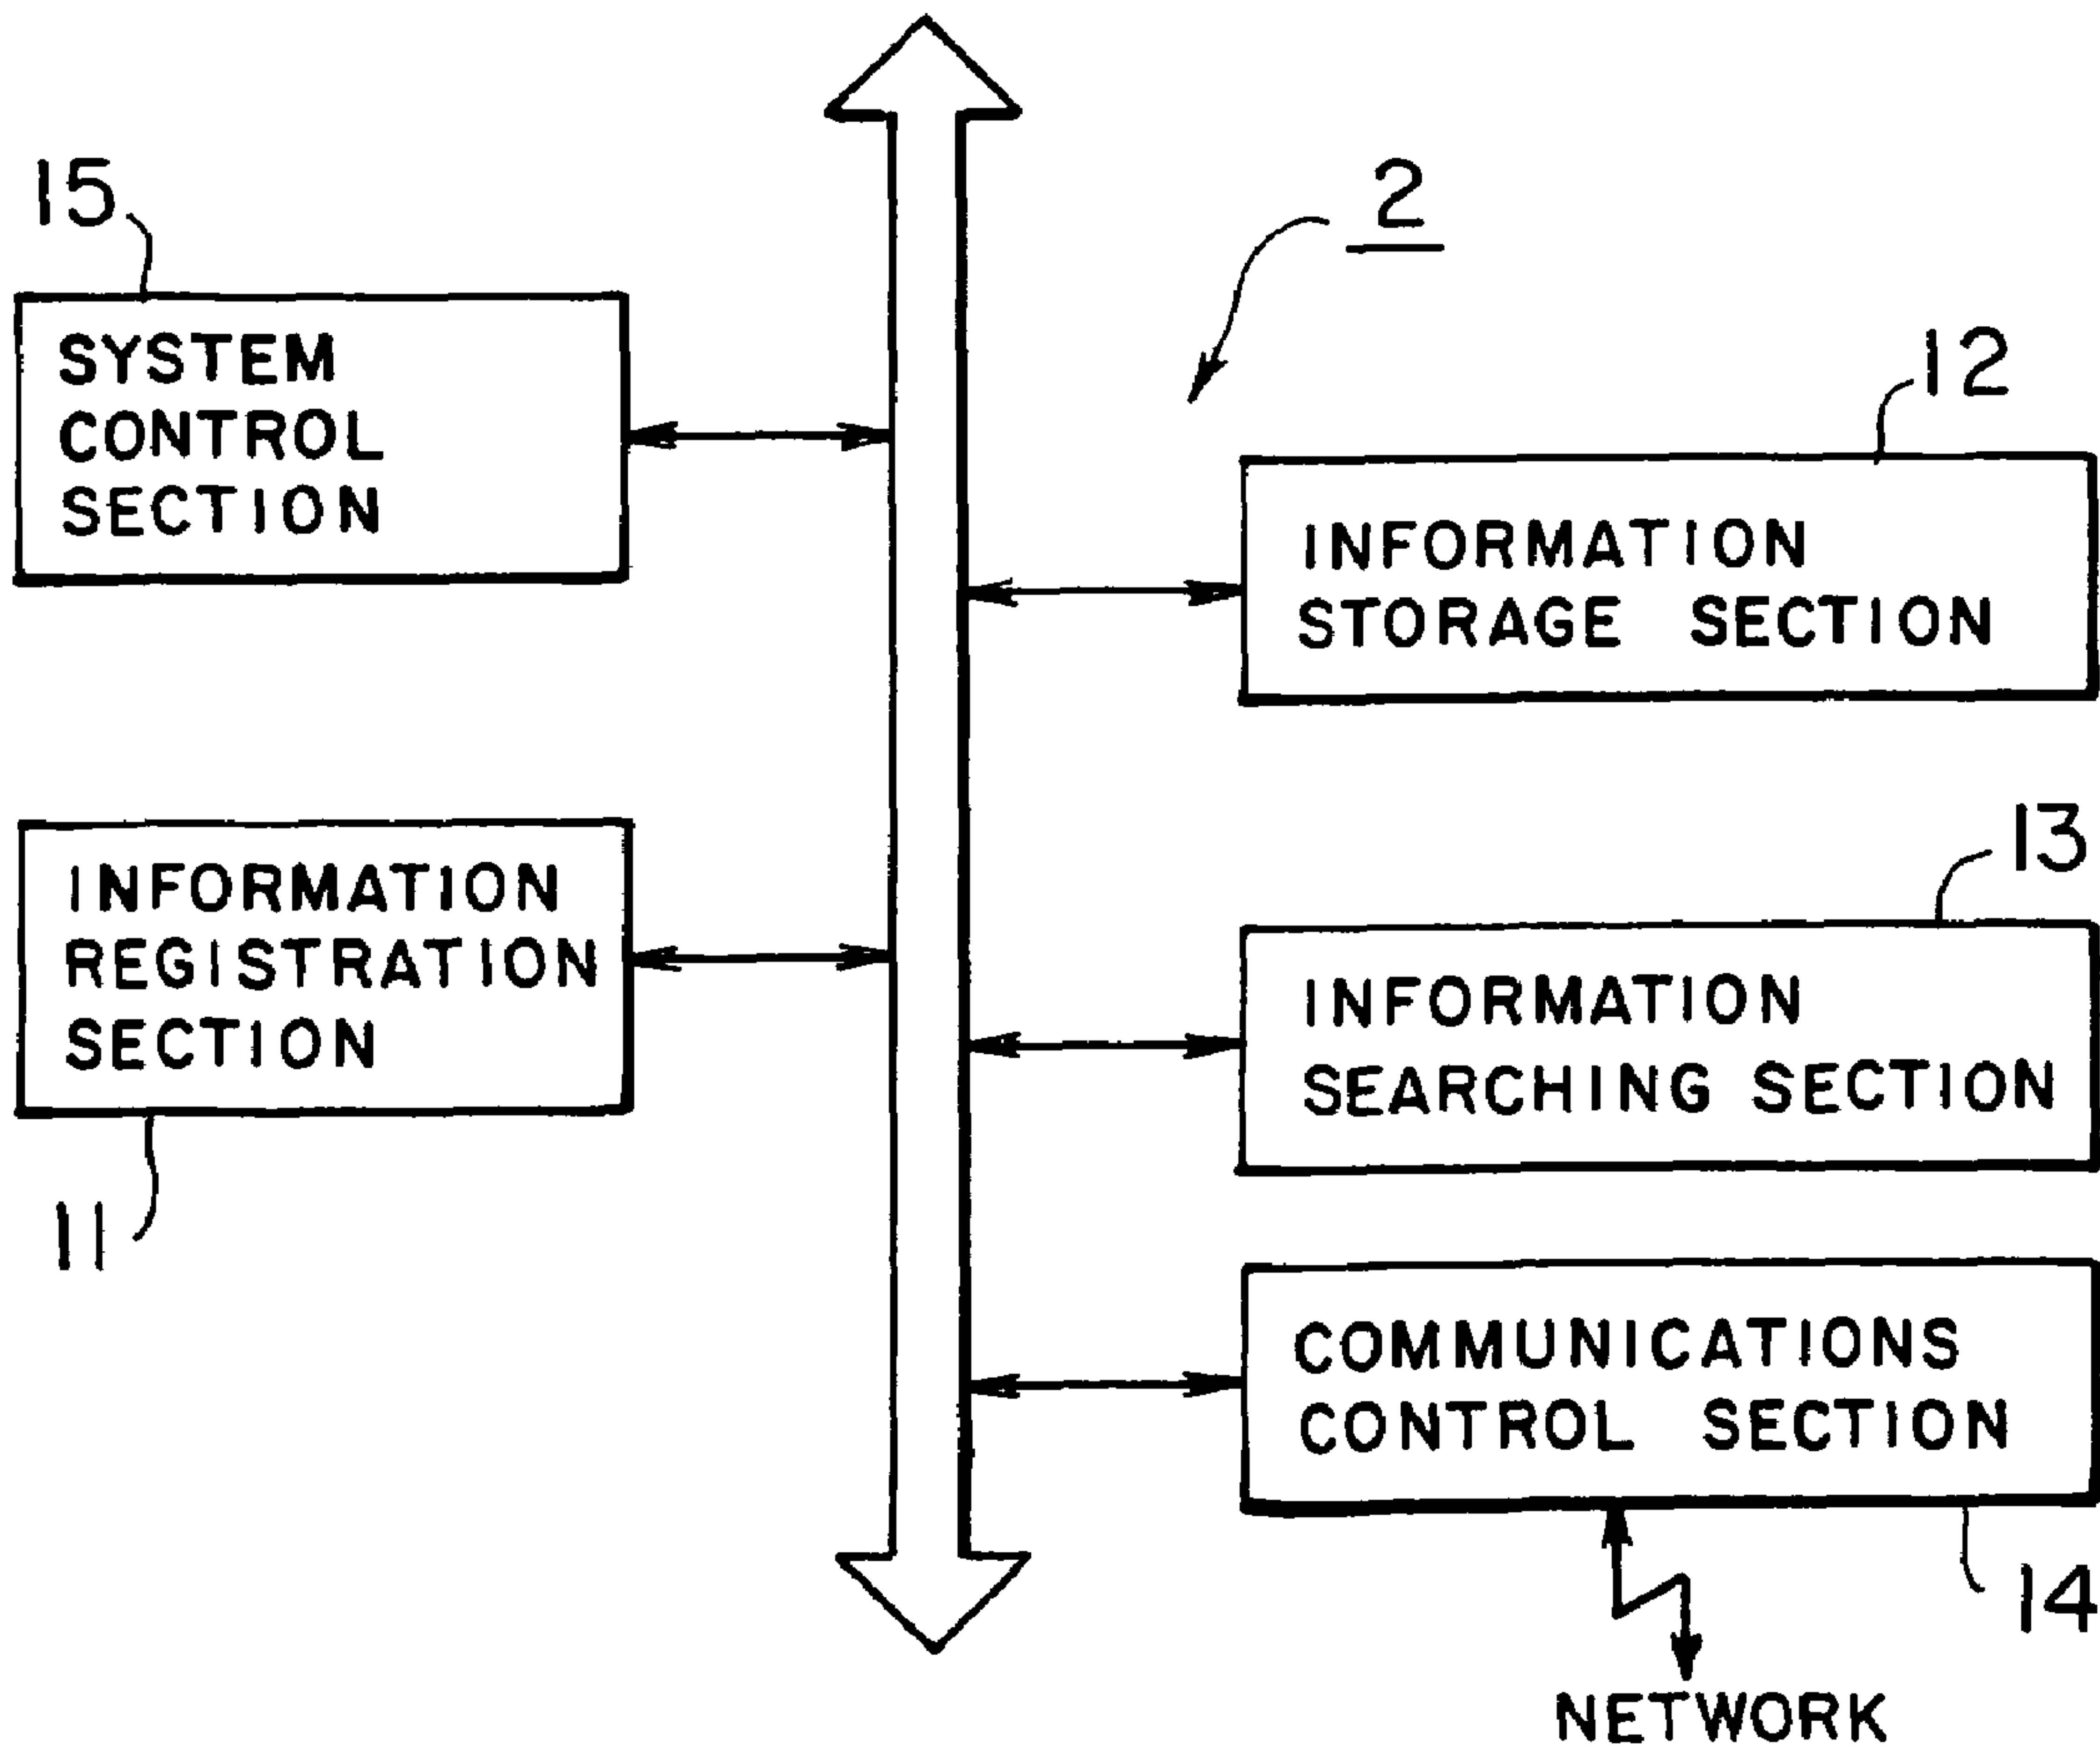 15
SYSTEM
CONTROL
SECTION
2
12
INFORMATION
STORAGE SECTION
INFORMATION
REGISTRATION
SECTION
11
13
INFORMATION
SEARCHING SECTION
COMMUNICATIONS
CONTROL SECTION
14
NETWORK